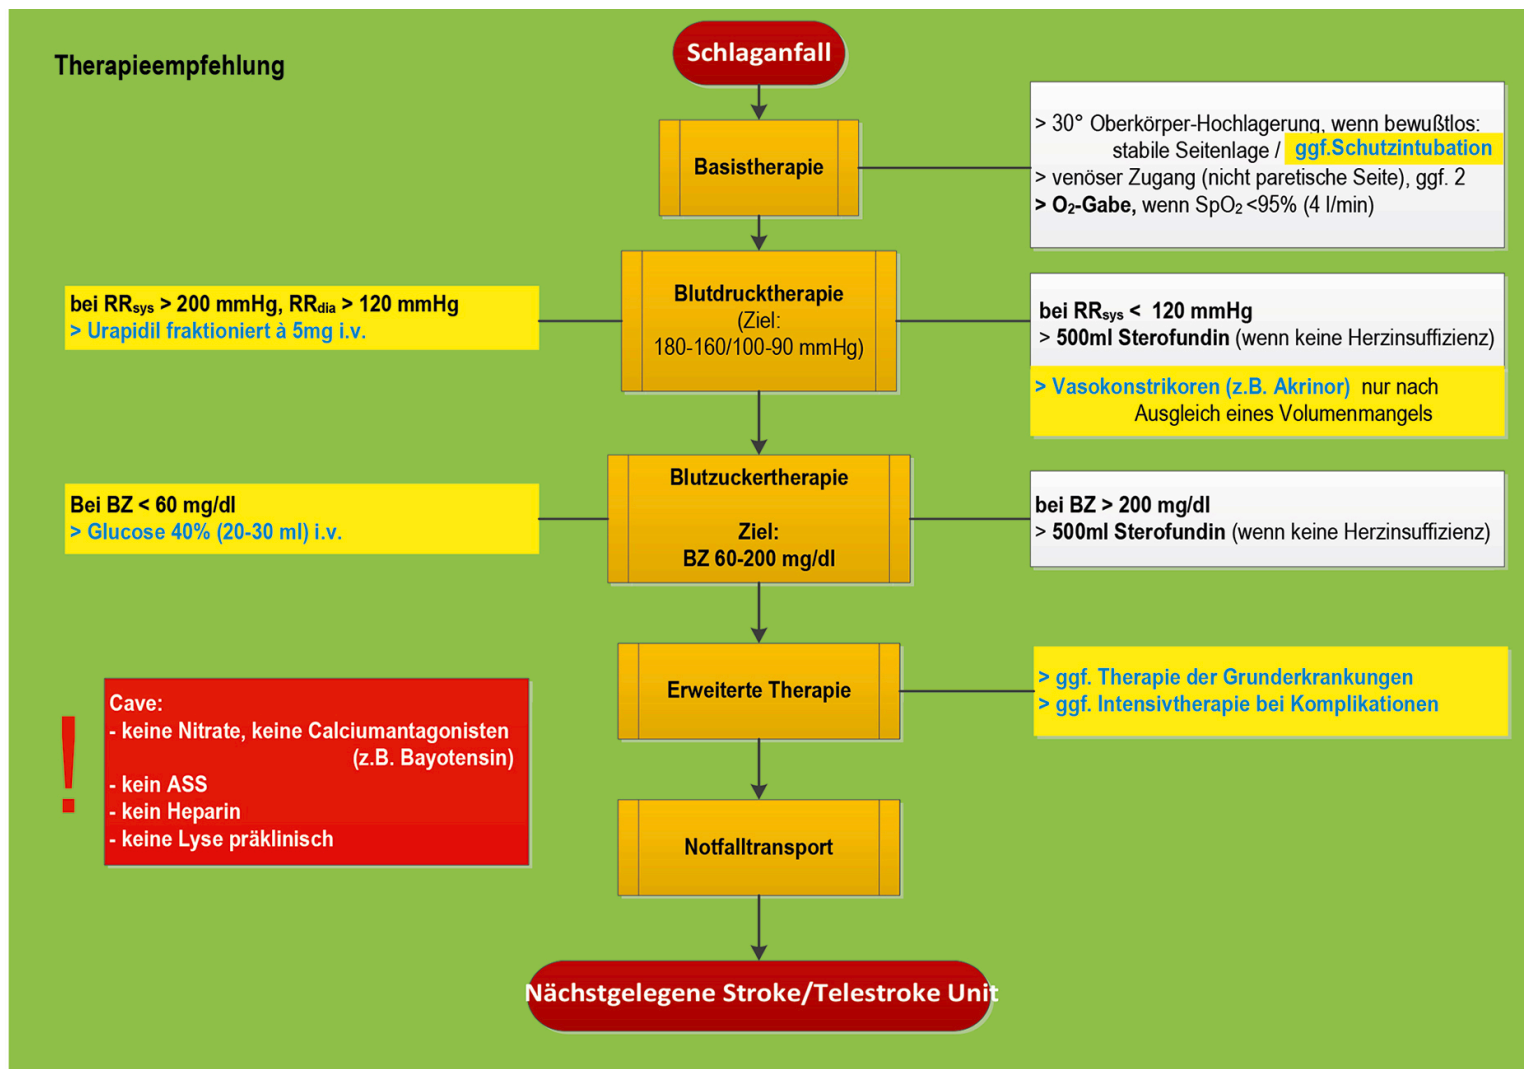 Therapieempfehlung
Schlaganfall
Basistherapie
> 30° Oberkörper-Hochlagerung, wenn bewußtlos:
stabile Seitenlage / ggf.Schutzintubation
> venöser Zugang (nicht paretische Seite), ggf. 2
> O₂-Gabe, wenn SpO₂ <95% (4 l/min)
bei RRsys > 200 mmHg, RRdia > 120 mmHg
> Urapidil fraktioniert à 5mg i.v.
Blutdrucktherapie
(Ziel:
180-160/100-90 mmHg)
bei RRsys < 120 mmHg
> 500ml Sterofundin (wenn keine Herzinsuffizienz)
> Vasokonstrikoren (z.B. Akrinor) nur nach
Ausgleich eines Volumenmangels
Bei BZ < 60 mg/dl
> Glucose 40% (20-30 ml) i.v.
Blutzuckertherapie
Ziel:
BZ 60-200 mg/dl
bei BZ > 200 mg/dl
> 500ml Sterofundin (wenn keine Herzinsuffizienz)
Erweiterte Therapie
> ggf. Therapie der Grunderkrankungen
> ggf. Intensivtherapie bei Komplikationen
!
Cave:
- keine Nitrate, keine Calciumantagonisten
(z.B. Bayotensin)
- kein ASS
- kein Heparin
- keine Lyse präklinisch
Notfalltransport
Nächstgelegene Stroke/Telestroke Unit